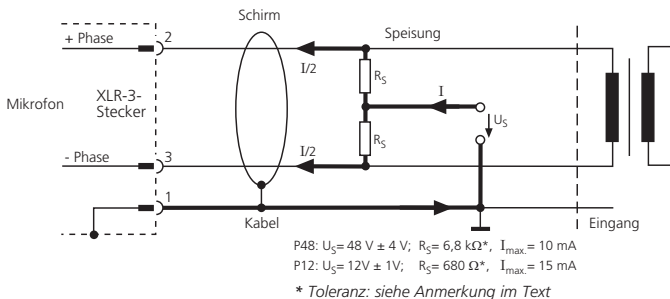 Schirm
+ Phase
2
I/2
Speisung
R_S
I
Mikrofon
XLR-3-
Stecker
U_S
R_S
- Phase
3
I/2
1
Kabel
Eingang
P48: U_S= 48 V ± 4 V; R_S= 6,8 kΩ*, I_max.= 10 mA
P12: U_S= 12V ± 1V; R_S= 680 Ω*, I_max.= 15 mA
* Toleranz: siehe Anmerkung im Text